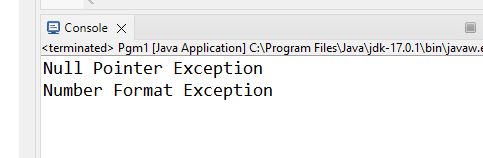 Console
<terminated> Pgm1 [Java Application] C:\Program Files\Java\jdk-17.0.1\bin\javaw.e
Null Pointer Exception
Number Format Exception